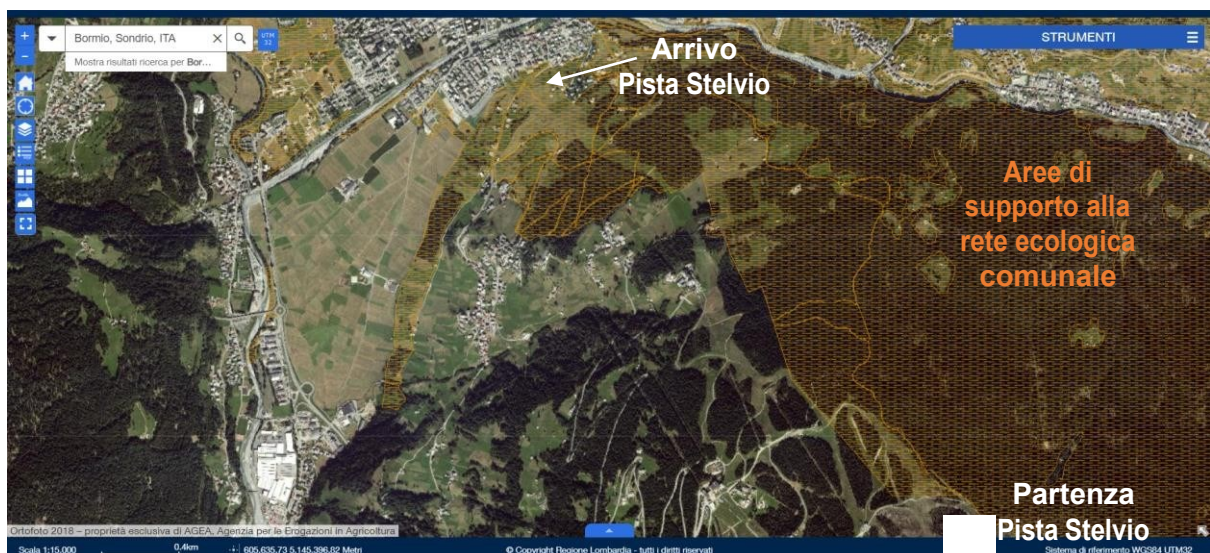 Bormio, Sondrio, ITA
UTM
32
Mostra risultati ricerca per Bor...
STRUMENTI
Arrivo
Pista Stelvio
Aree di
supporto alla
rete ecologica
comunale
Partenza
Pista Stelvio
Ortofoto 2018 – proprietà esclusiva di AGEA, Agenzia per le Erogazioni in Agricoltura
Scala 1:15.000
0.4km
605.635,73 5.145.396,82 Metri
© Copyright Regione Lombardia - tutti i diritti riservati
Sistema di riferimento WGS84 UTM32